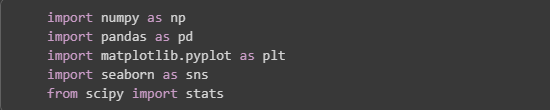 import numpy as np
import pandas as pd
import matplotlib.pyplot as plt
import seaborn as sns
from scipy import stats